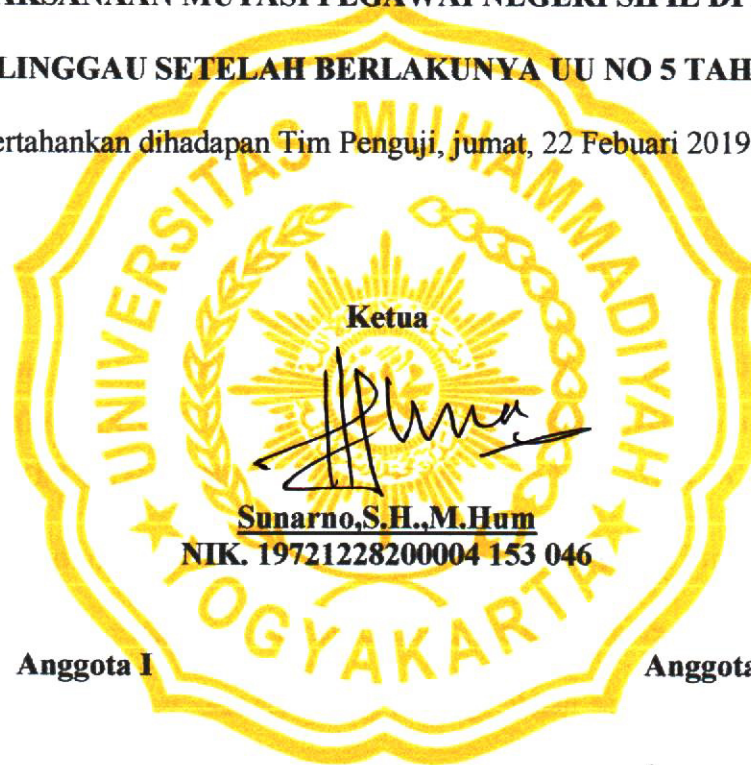 LINGGAU SETELAH BERLAKUNYA UU NO 5 TAH
ertahankan dihadapan Tim Penguji, jumat, 22 Febuari 2019
UNIVERSITAS MUHAMMADIYAH
Ketua
Sunarno,S.H.,M.Hum
NIK. 19721228200004 153 046
YOGYAKARTA
Anggota I
Anggota